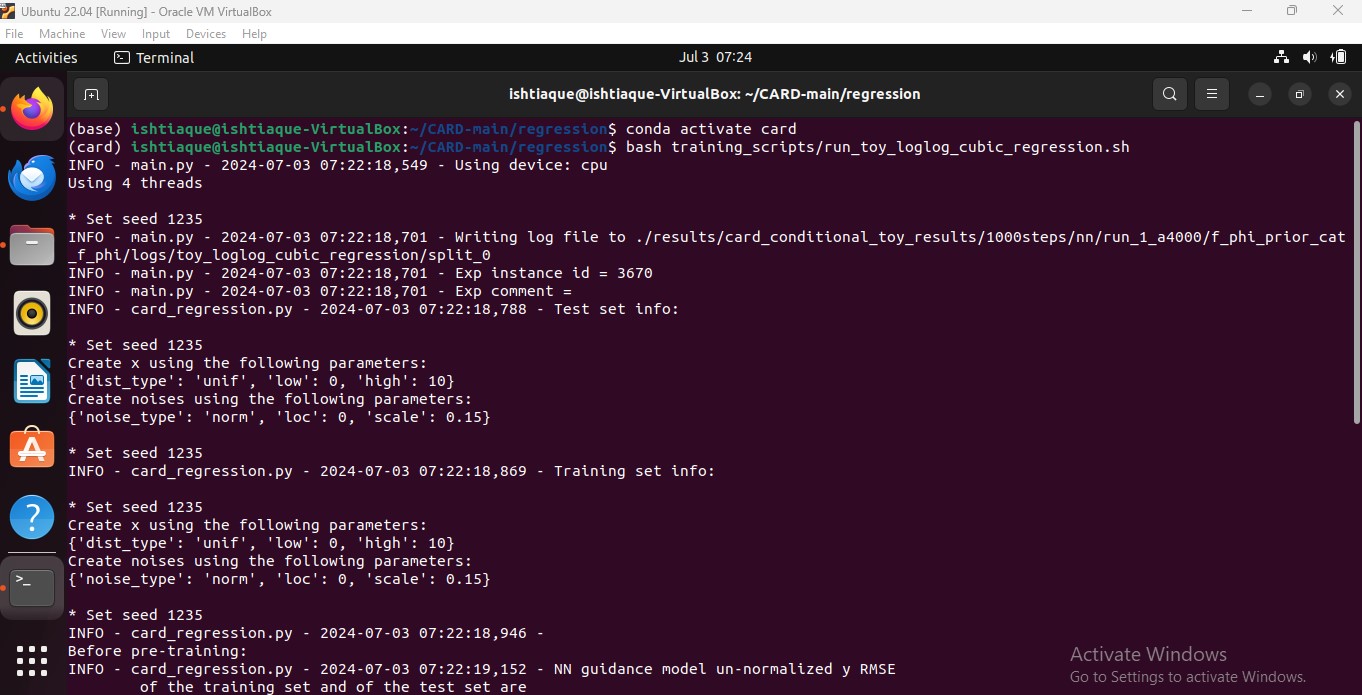 Ubuntu 22.04 [Running] - Oracle VM VirtualBox
File Machine View Input Devices Help
Activities Terminal Jul 3 07:24
ishtiaque@ishtiaque-VirtualBox: ~/CARD-main/regression
(base) ishtiaque@ishtiaque-VirtualBox:~/CARD-main/regression$ conda activate card
(card) ishtiaque@ishtiaque-VirtualBox:~/CARD-main/regression$ bash training_scripts/run_toy_loglog_cubic_regression.sh
INFO - main.py - 2024-07-03 07:22:18,549 - Using device: cpu
Using 4 threads
* Set seed 1235
INFO - main.py - 2024-07-03 07:22:18,701 - Writing log file to ./results/card_conditional_toy_results/1000steps/nn/run_1_a4000/f_phi_prior_cat
_f_phi/logs/toy_loglog_cubic_regression/split_0
INFO - main.py - 2024-07-03 07:22:18,701 - Exp instance id = 3670
INFO - main.py - 2024-07-03 07:22:18,701 - Exp comment =
INFO - card_regression.py - 2024-07-03 07:22:18,788 - Test set info:
* Set seed 1235
Create x using the following parameters:
{'dist_type': 'unif', 'low': 0, 'high': 10}
Create noises using the following parameters:
{'noise_type': 'norm', 'loc': 0, 'scale': 0.15}
* Set seed 1235
INFO - card_regression.py - 2024-07-03 07:22:18,869 - Training set info:
* Set seed 1235
Create x using the following parameters:
{'dist_type': 'unif', 'low': 0, 'high': 10}
Create noises using the following parameters:
{'noise_type': 'norm', 'loc': 0, 'scale': 0.15}
* Set seed 1235
INFO - card_regression.py - 2024-07-03 07:22:18,946 -
Before pre-training:
INFO - card_regression.py - 2024-07-03 07:22:19,152 - NN guidance model un-normalized y RMSE
of the training set and of the test set are
Activate Windows
Go to Settings to activate Windows.